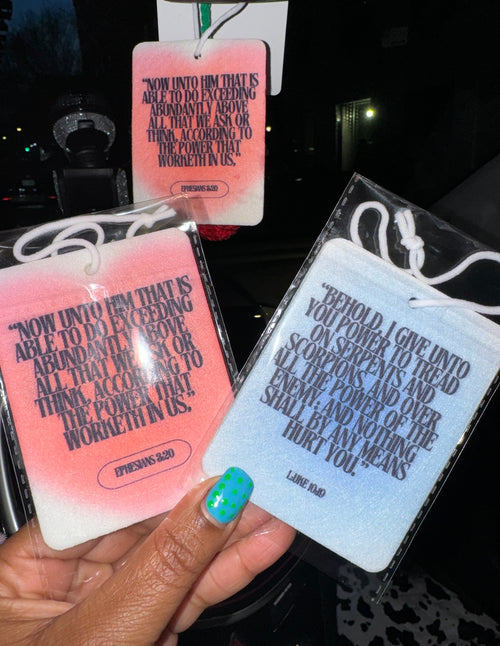 “NOW UNTO HIM THAT IS
ABLE TO DO EXCEEDING
ABUNDANTLY ABOVE
ALL THAT WE ASK OR
THINK, ACCORDING TO
THE POWER THAT
WORKETH IN US,”
EPHESIANS 3:20
“NOW UNTO HIM THAT IS
ABLE TO DO EXCEEDING
ABUNDANTLY ABOVE
ALL THAT WE ASK OR
THINK, ACCORDING TO
THE POWER THAT
WORKETH IN US,”
EPHESIANS 3:20
“BEHOLD, I GIVE UNTO
YOU POWER TO TREAD
ON SERPENTS AND
SCORPIONS, AND OVER
ALL THE POWER OF THE
ENEMY: AND NOTHING
SHALL BY ANY MEANS
HURT YOU.”
LUKE 10:19